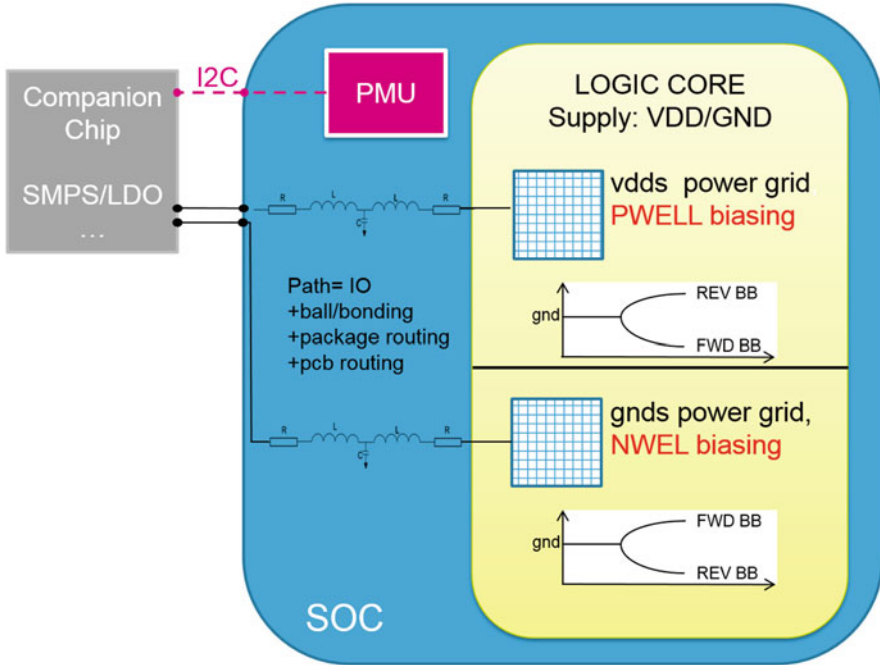 Companion
Chip
SMPS/LDO
...
I2C
PMU
LOGIC CORE
Supply: VDD/GND
R
L
L
R
C
vdds power grid
PWELL biasing
gnd
REV BB
FWD BB
Path= IO
+ball/bonding
+package routing
+pcb routing
R
L
L
R
C
gnds power grid,
NWEL biasing
gnd
FWD BB
REV BB
SOC